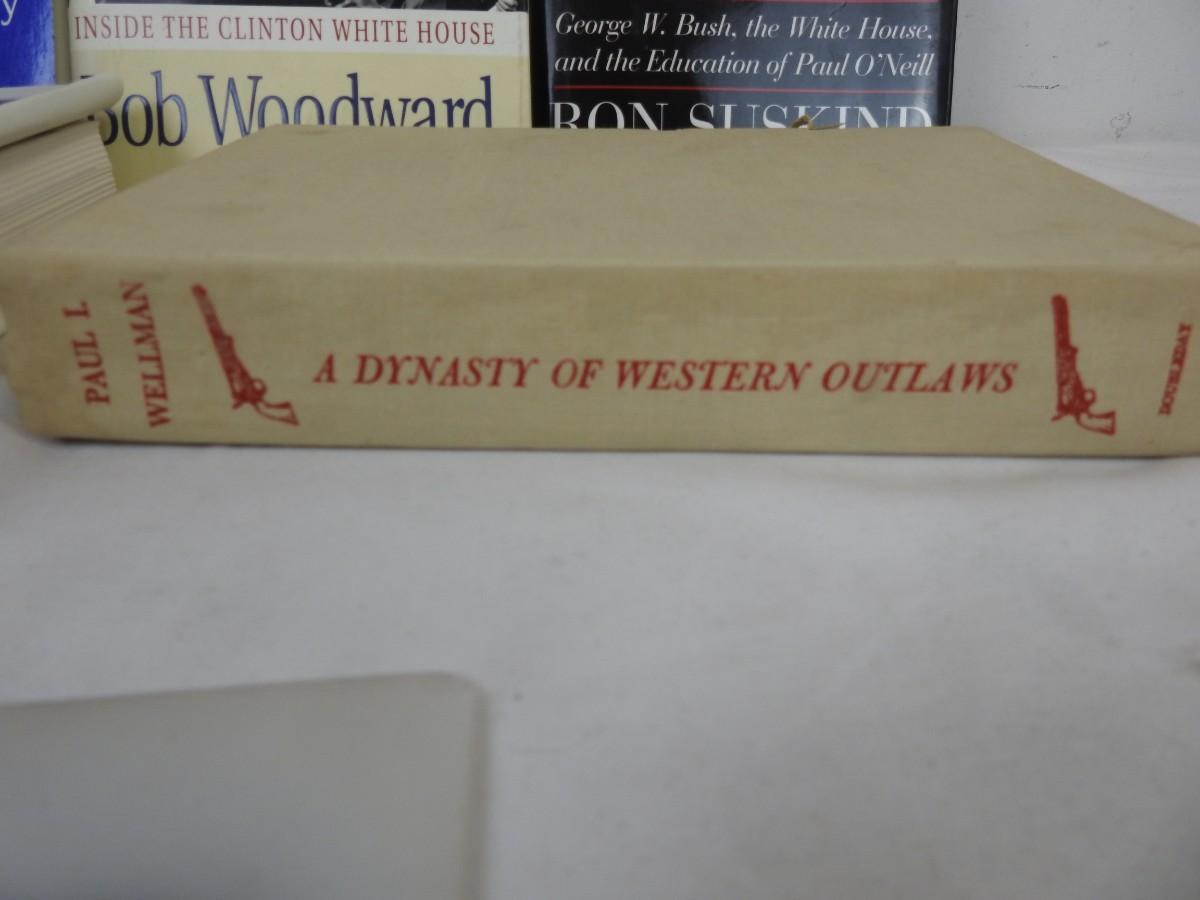 y
INSIDE THE CLINTON WHITE HOUSE
Bob Woodward
George W. Bush, the White House,
and the Education of Paul O'Neill
RON SUSKIND
PAUL I.
WELLMAN
A DYNASTY OF WESTERN OUTLAWS
DOUBLEDAY